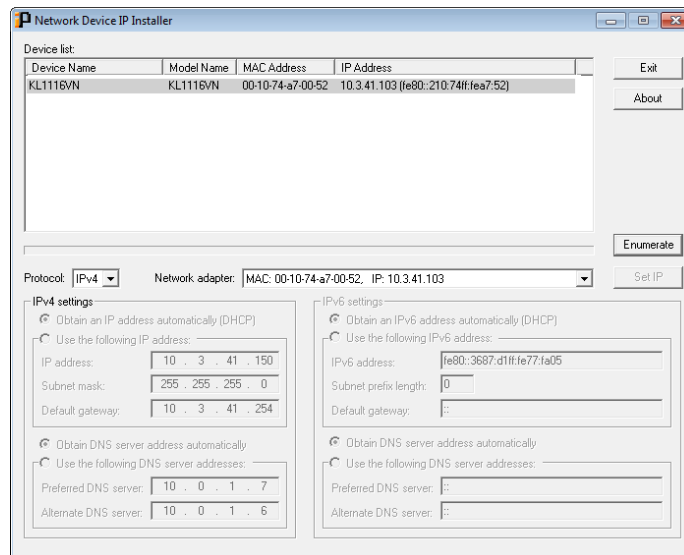 Network Device IP Installer
Device list:
Device Name Model Name MAC Address IP Address
KL1116VN KL1116VN 00-10-74-a7-00-52 10.3.41.103 (fe80::210:74ff:fea7:52)
Exit
About
Enumerate
Protocol: IPv4 Network adapter: MAC: 00-10-74-a7-00-52, IP: 10.3.41.103 Set IP
IPv4 settings
Obtain an IP address automatically (DHCP)
Use the following IP address:
IP address: 10 . 3 . 41 . 150
Subnet mask: 255 . 255 . 255 . 0
Default gateway: 10 . 3 . 41 . 254
Obtain DNS server address automatically
Use the following DNS server addresses:
Preferred DNS server: 10 . 0 . 1 . 7
Alternate DNS server: 10 . 0 . 1 . 6
IPv6 settings
Obtain an IPv6 address automatically (DHCP)
Use the following IPv6 address:
IPv6 address: fe80::3687:d1ff:fe77:fa05
Subnet prefix length: 0
Default gateway: ::
Obtain DNS server address automatically
Use the following DNS server addresses:
Preferred DNS server: ::
Alternate DNS server: ::